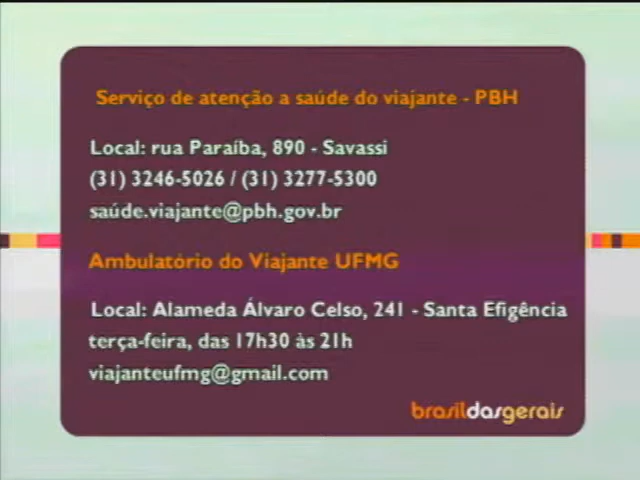 Serviço de atenção a saúde do viajante - PBH
Local: rua Paraíba, 890 - Savassi
(31) 3246-5026 / (31) 3277-5300
saúde.viajante@pbh.gov.br
Ambulatório do Viajante UFMG
Local: Alameda Álvaro Celso, 241 - Santa Efigência
terça-feira, das 17h30 às 21h
viajanteufmg@gmail.com
brasildasgerais